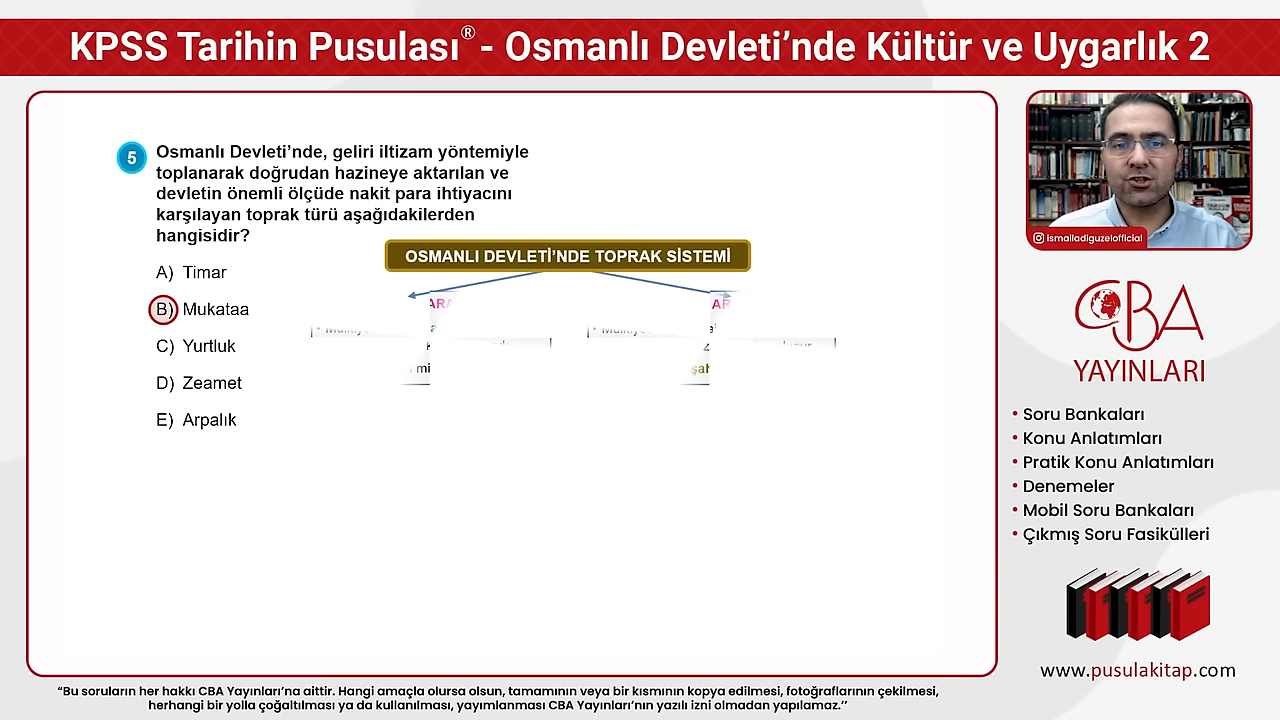 KPSS Tarihin Pusulası® - Osmanlı Devleti’nde Kültür ve Uygarlık 2
5
Osmanlı Devleti’nde, geliri iltizam yöntemiyle
toplanarak doğrudan hazineye aktarılan ve
devletin önemli ölçüde nakit para ihtiyacını
karşılayan toprak türü aşağıdakilerden
hangisidir?
A) Timar
B) Mukataa
C) Yurtluk
D) Zeamet
E) Arpalık
OSMANLI DEVLETİ’NDE TOPRAK SİSTEMİ
ismailadiguzelofficial
CBA
YAYINLARI
• Soru Bankaları
• Konu Anlatımları
• Pratik Konu Anlatımları
• Denemeler
• Mobil Soru Bankaları
• Çıkmış Soru Fasikülleri
www.pusulakitap.com
“Bu soruların her hakkı CBA Yayınları’na aittir. Hangi amaçla olursa olsun, tamamının veya bir kısmının kopya edilmesi, fotoğraflarının çekilmesi,
herhangi bir yolla çoğaltılması ya da kullanılması, yayımlanması CBA Yayınları’nın yazılı izni olmadan yapılamaz.’’